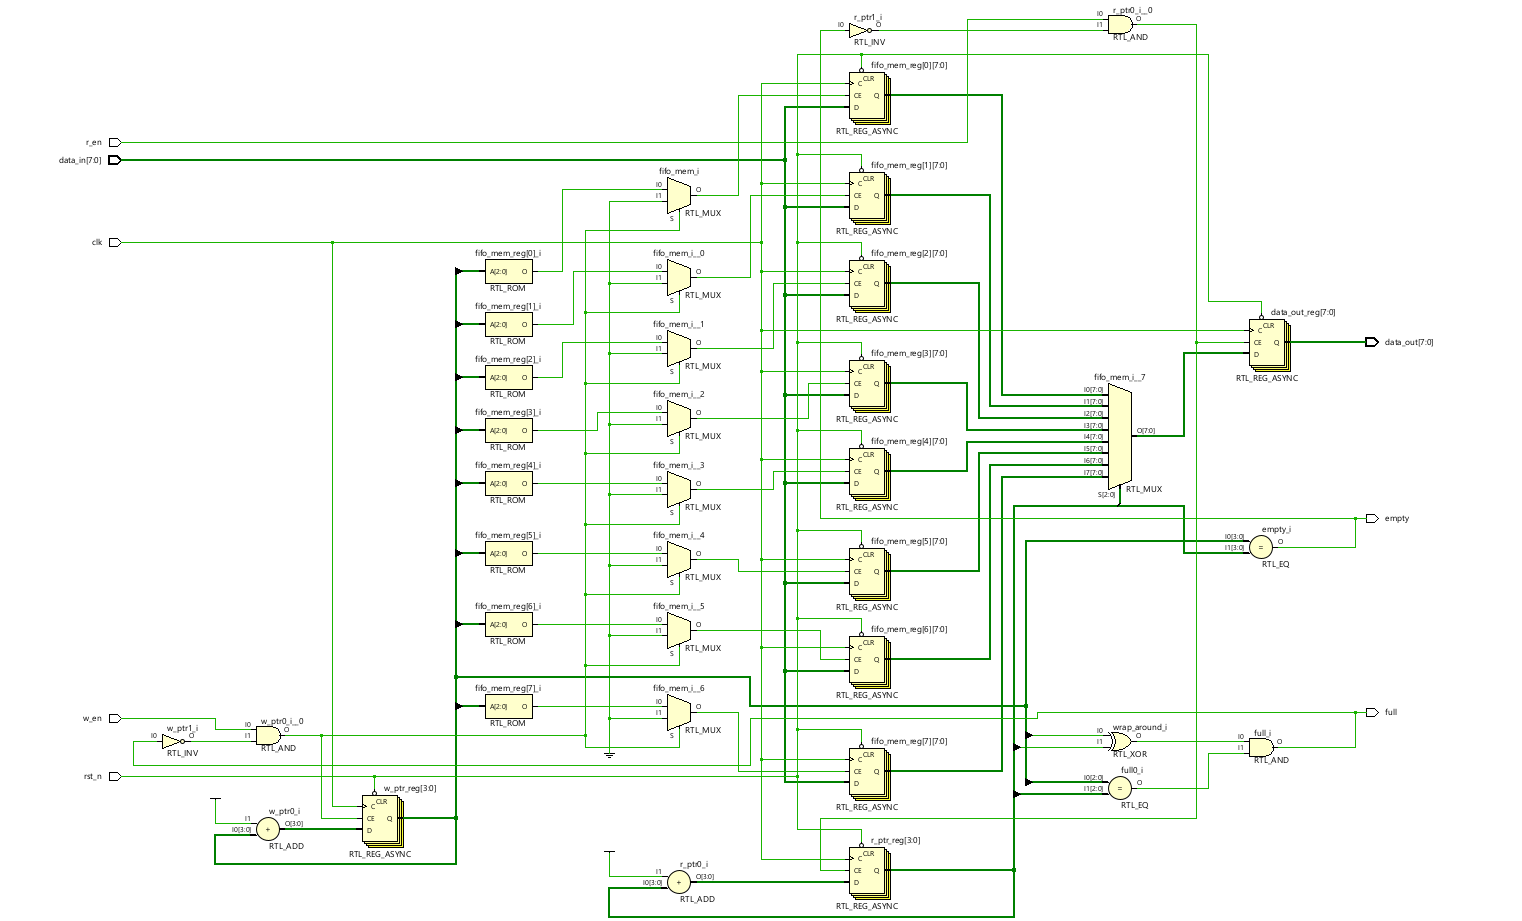 r_ptr1_i
I0
O
RTL_INV
r_ptr0_i__0
I0
I1
O
RTL_AND
fifo_mem_reg[0][7:0]
CLR
C
CE
D
Q
RTL_REG_ASYNC
r_en
data_in[7:0]
clk
w_en
rst_n
fifo_mem_i
I0
I1
S
O
RTL_MUX
fifo_mem_reg[1][7:0]
CLR
C
CE
D
Q
RTL_REG_ASYNC
fifo_mem_reg[0]_i
A[2:0]
O
RTL_ROM
fifo_mem_i__0
I0
I1
S
O
RTL_MUX
fifo_mem_reg[2][7:0]
CLR
C
CE
D
Q
RTL_REG_ASYNC
fifo_mem_reg[1]_i
A[2:0]
O
RTL_ROM
fifo_mem_i__1
I0
I1
S
O
RTL_MUX
data_out_reg[7:0]
CLR
C
CE
D
Q
RTL_REG_ASYNC
data_out[7:0]
fifo_mem_reg[2]_i
A[2:0]
O
RTL_ROM
fifo_mem_i__2
I0
I1
S
O
RTL_MUX
fifo_mem_reg[3][7:0]
CLR
C
CE
D
Q
RTL_REG_ASYNC
fifo_mem_i__7
I0[7:0]
I1[7:0]
I2[7:0]
I3[7:0]
I4[7:0]
I5[7:0]
I6[7:0]
I7[7:0]
S[2:0]
O[7:0]
RTL_MUX
fifo_mem_reg[3]_i
A[2:0]
O
RTL_ROM
fifo_mem_i__3
I0
I1
S
O
RTL_MUX
fifo_mem_reg[4][7:0]
CLR
C
CE
D
Q
RTL_REG_ASYNC
fifo_mem_reg[4]_i
A[2:0]
O
RTL_ROM
fifo_mem_i__4
I0
I1
S
O
RTL_MUX
fifo_mem_reg[5][7:0]
CLR
C
CE
D
Q
RTL_REG_ASYNC
empty
empty_i
I0[3:0]
I1[3:0]
=
O
RTL_EQ
fifo_mem_reg[5]_i
A[2:0]
O
RTL_ROM
fifo_mem_i__5
I0
I1
S
O
RTL_MUX
fifo_mem_reg[6][7:0]
CLR
C
CE
D
Q
RTL_REG_ASYNC
fifo_mem_reg[6]_i
A[2:0]
O
RTL_ROM
fifo_mem_reg[7]_i
A[2:0]
O
RTL_ROM
fifo_mem_i__6
I0
I1
S
O
RTL_MUX
fifo_mem_reg[7][7:0]
CLR
C
CE
D
Q
RTL_REG_ASYNC
full
w_ptr1_i
I0
O
RTL_INV
w_ptr0_i__0
I0
I1
O
RTL_AND
wrap_around_i
I0
I1
O
RTL_XOR
full_i
I0
I1
O
RTL_AND
full0_i
I0[2:0]
I1[2:0]
=
O
RTL_EQ
w_ptr0_i
I1
I0[3:0]
+
O[3:0]
RTL_ADD
w_ptr_reg[3:0]
CLR
C
CE
D
Q
RTL_REG_ASYNC
r_ptr0_i
I1
I0[3:0]
+
O[3:0]
RTL_ADD
r_ptr_reg[3:0]
CLR
C
CE
D
Q
RTL_REG_ASYNC